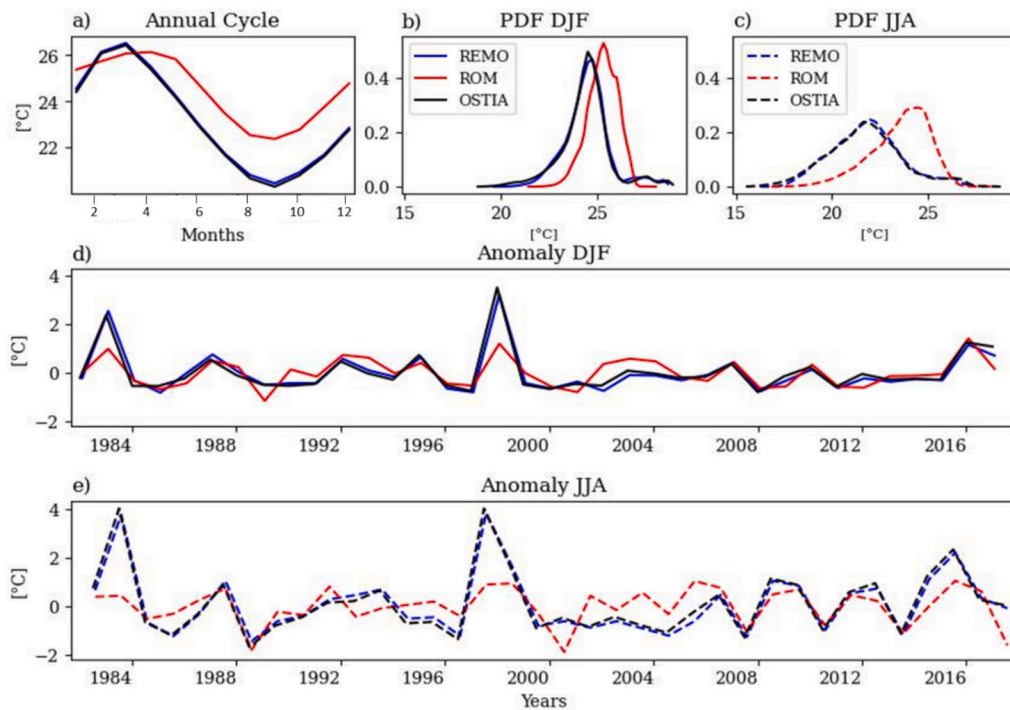 a) Annual Cycle b) PDF DJF c) PDF JJA
26
24
22
[°C]
2 4 6 8 10 12
Months
0.4
0.2
0.0
REMO
ROM
OSTIA
15 20 25
[°C]
0.4
0.2
0.0
REMO
ROM
OSTIA
15 20 25
[°C]
d) Anomaly DJF
4
2
0
−2
[°C]
1984 1988 1992 1996 2000 2004 2008 2012 2016
e) Anomaly JJA
4
2
0
−2
[°C]
1984 1988 1992 1996 2000 2004 2008 2012 2016
Years